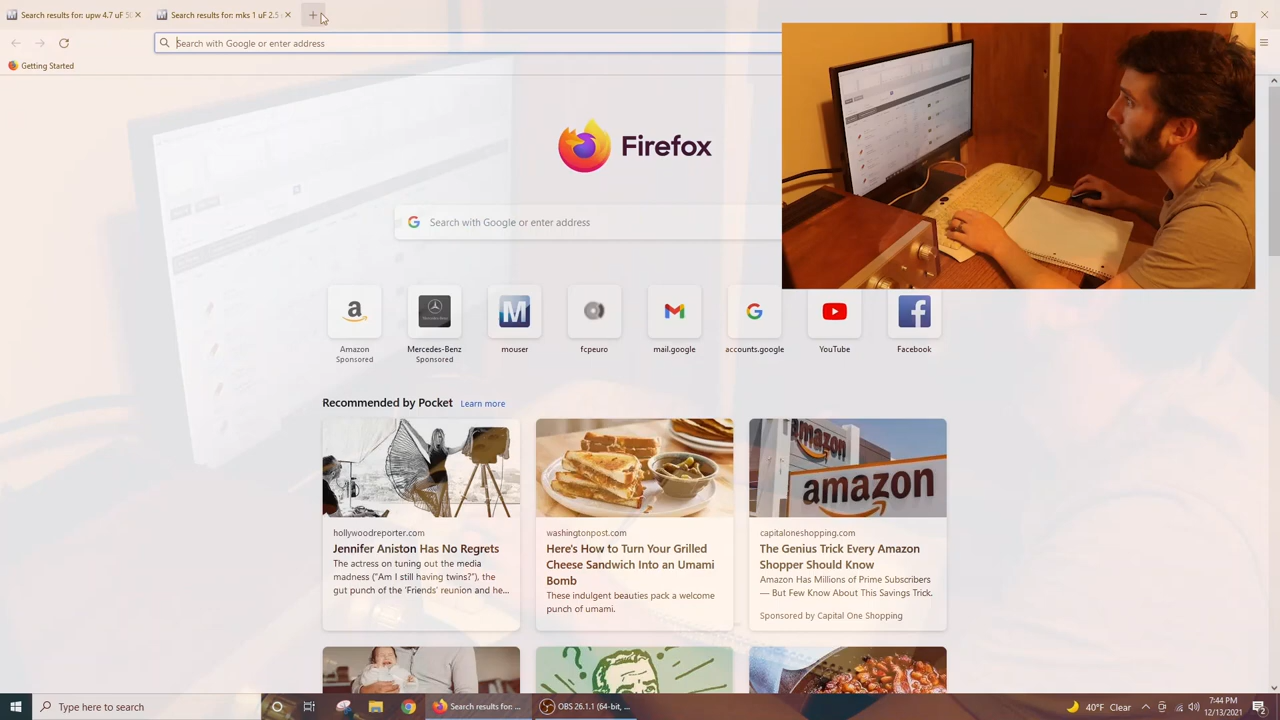 Search results for: upw 4.7 uF 50
Search results for: mks 1 uF 2.5
Search with Google or enter address
Getting Started
Firefox
Search with Google or enter address
a
M
G
f
Amazon
Sponsored
Mercedes-Benz
Sponsored
mouser
fcpeuro
mail.google
accounts.google
YouTube
Facebook
Recommended by Pocket Learn more
amazon
amazon
hollywoodreporter.com
Jennifer Aniston Has No Regrets
The actress on tuning out the media
madness ("Am I still having twins?"), the
gut punch of the 'Friends' reunion and he...
washingtonpost.com
Here's How to Turn Your Grilled
Cheese Sandwich Into an Umami
Bomb
These indulgent beauties pack a welcome
punch of umami.
capitaloneshopping.com
The Genius Trick Every Amazon
Shopper Should Know
Amazon Has Millions of Prime Subscribers
— But Few Know About This Savings Trick.
Sponsored by Capital One Shopping
Type here to search
Search results for: ...
OBS 26.1.1 (64-bit, ...
40°F Clear
7:44 PM
12/13/2021
2